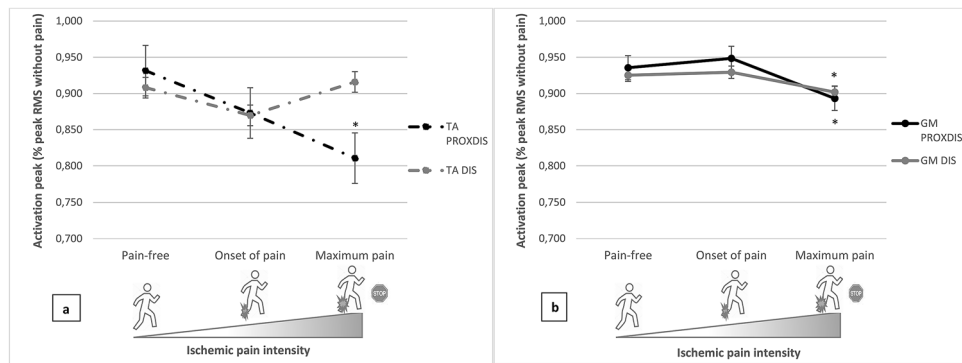 Activation peak (% peak RMS without pain)
1,000
0,950
0,900
0,850
0,800
0,750
0,700
*
TA
PROXDIS
TA DIS
Pain-free
Onset of pain
Maximum pain
STOP
a
Ischemic pain intensity
Activation peak (% peak RMS without pain)
1,000
0,950
0,900
0,850
0,800
0,750
0,700
*
*
GM
PROXDIS
GM DIS
Pain-free
Onset of pain
Maximum pain
STOP
b
Ischemic pain intensity